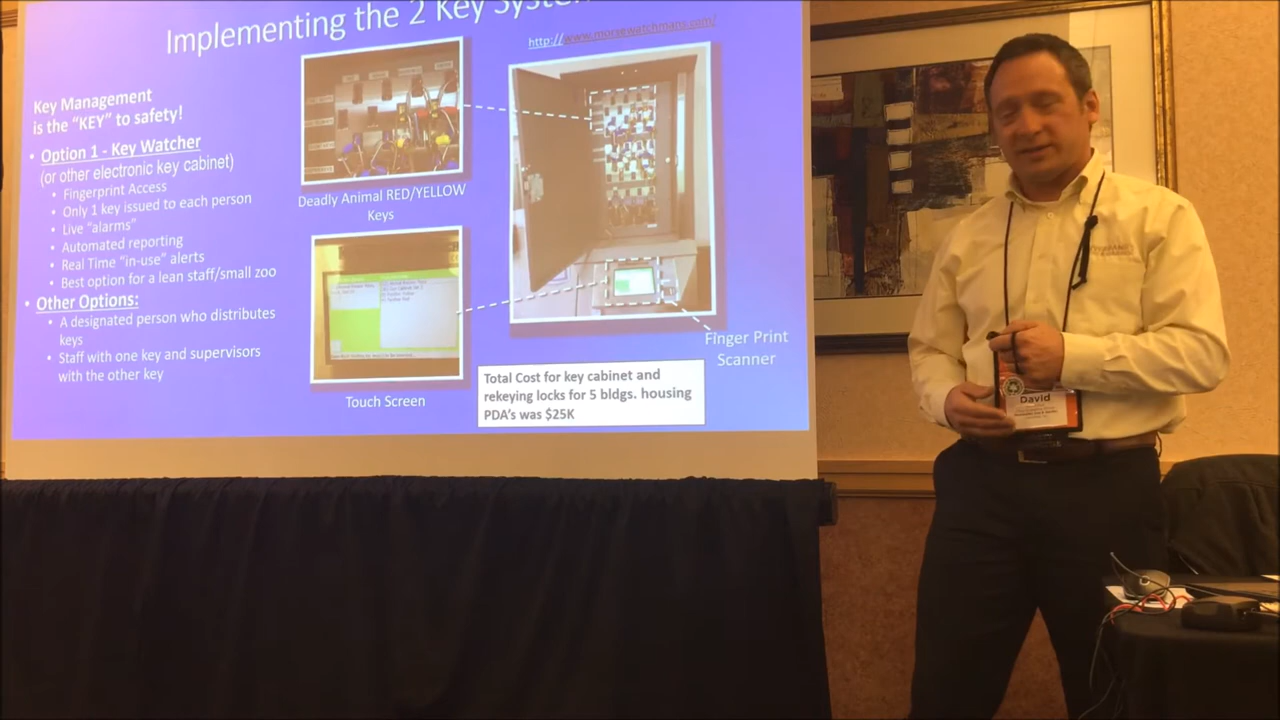 Implementing the 2 Key System
http://www.morsewatchmans.com/
Key Management
is the "KEY" to safety!
• Option 1 - Key Watcher
(or other electronic key cabinet)
• Fingerprint Access
• Only 1 key issued to each person
• Live "alarms"
• Automated reporting
• Real Time "in-use" alerts
• Best option for a lean staff/small zoo
• Other Options:
• A designated person who distributes
keys
• Staff with one key and supervisors
with the other key
Deadly Animal RED/YELLOW
Keys
Touch Screen
Finger Print
Scanner
Total Cost for key cabinet and
rekeying locks for 5 bldgs. housing
PDA's was $25K
David